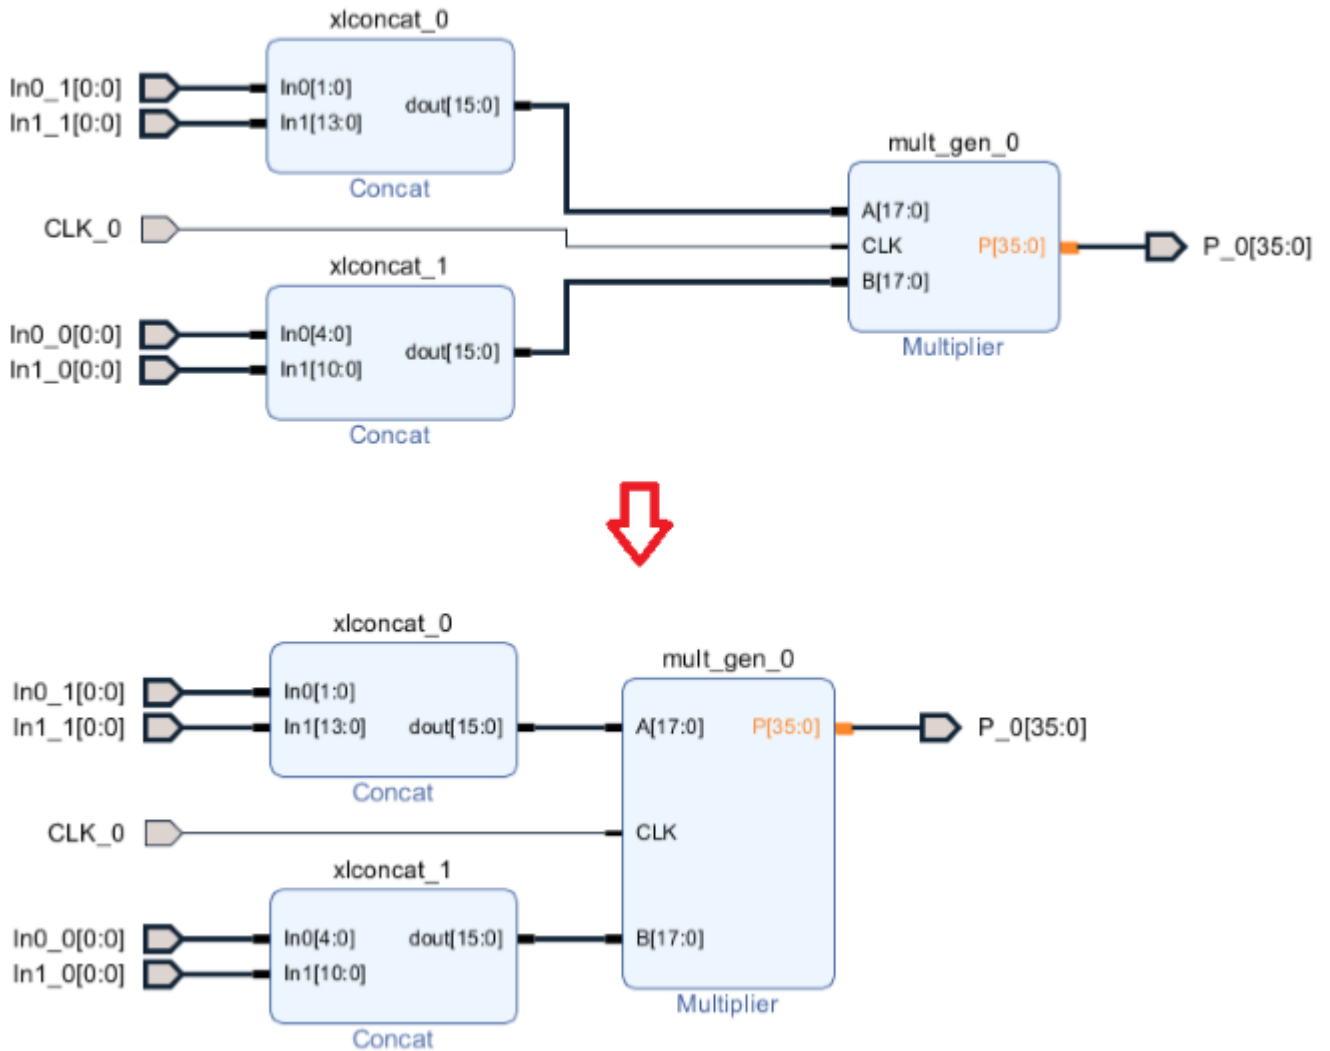 xlconcat_0
In0_1[0:0]
In1_1[0:0]
In0[1:0]
In1[13:0]
dout[15:0]
Concat
CLK_0
xlconcat_1
In0_0[0:0]
In1_0[0:0]
In0[4:0]
In1[10:0]
dout[15:0]
Concat
mult_gen_0
A[17:0]
CLK
B[17:0]
P[35:0]
Multiplier
P_0[35:0]
xlconcat_0
In0_1[0:0]
In1_1[0:0]
In0[1:0]
In1[13:0]
dout[15:0]
Concat
CLK_0
xlconcat_1
In0_0[0:0]
In1_0[0:0]
In0[4:0]
In1[10:0]
dout[15:0]
Concat
mult_gen_0
A[17:0]
CLK
B[17:0]
P[35:0]
Multiplier
P_0[35:0]